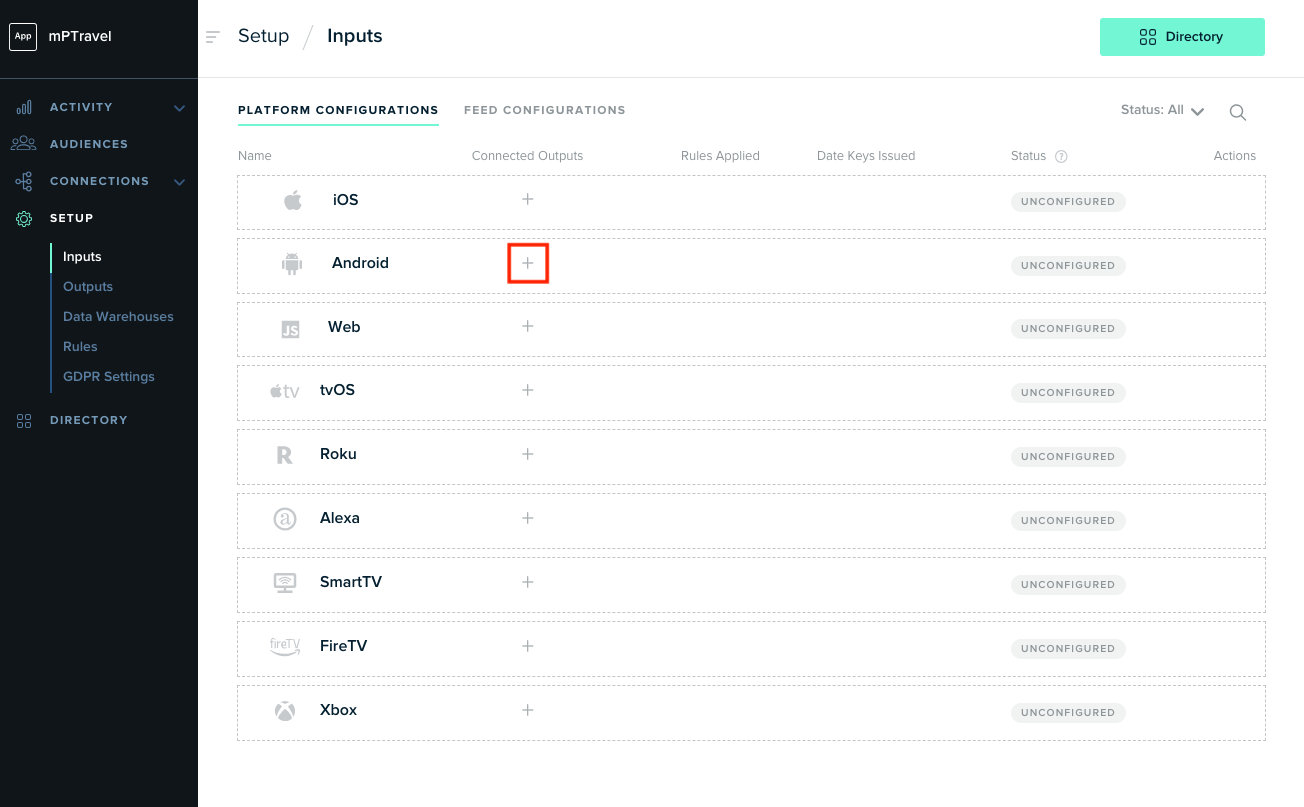 App
mPTravel
Setup / Inputs
Directory
ACTIVITY
AUDIENCES
CONNECTIONS
SETUP
Inputs
Outputs
Data Warehouses
Rules
GDPR Settings
DIRECTORY
PLATFORM CONFIGURATIONS FEED CONFIGURATIONS
Status: All
Name Connected Outputs Rules Applied Date Keys Issued Status ? Actions
iOS + UNCONFIGURED
Android + UNCONFIGURED
JS Web + UNCONFIGURED
tv tvOS + UNCONFIGURED
R Roku + UNCONFIGURED
a Alexa + UNCONFIGURED
SmartTV + UNCONFIGURED
fireTV FireTV + UNCONFIGURED
Xbox + UNCONFIGURED